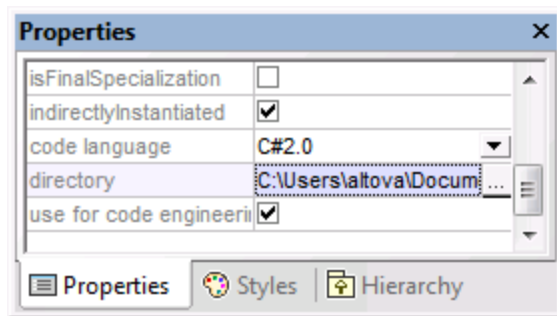 Properties
isFinalSpecialization
indirectlyInstantiated
code language C#2.0
directory C:\Users\altova\Docum ...
use for code engineeri
Properties Styles Hierarchy